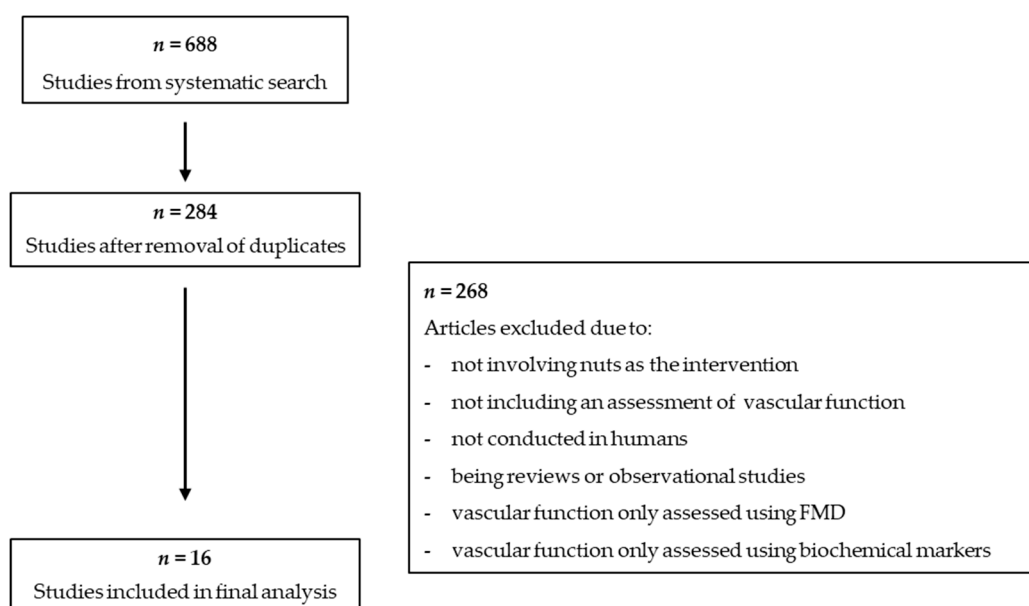 n = 688
Studies from systematic search
n = 284
Studies after removal of duplicates
n = 268
Articles excluded due to:
- not involving nuts as the intervention
- not including an assessment of vascular function
- not conducted in humans
- being reviews or observational studies
- vascular function only assessed using FMD
- vascular function only assessed using biochemical markers
n = 16
Studies included in final analysis